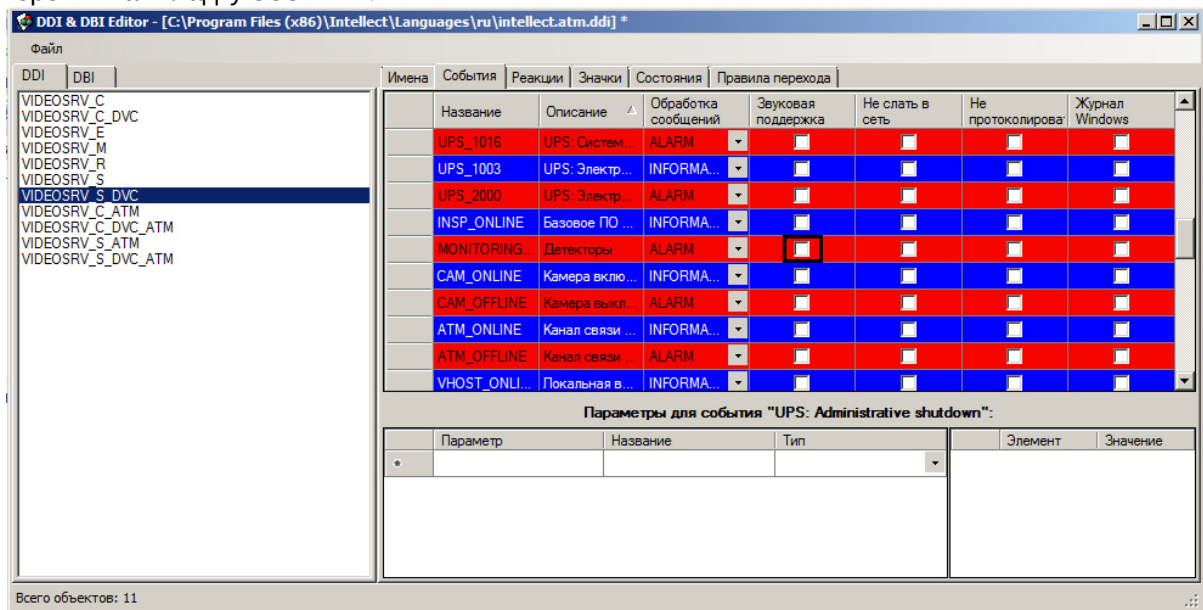 DDI & DBI Editor - [C:\Program Files (x86)\Intellect\Languages\ru\intellect.atm.ddi] *
Файл
DDI DBI
VIDEOSRV_C
VIDEOSRV_C_DVC
VIDEOSRV_E
VIDEOSRV_M
VIDEOSRV_R
VIDEOSRV_S
VIDEOSRV_S_DVC
VIDEOSRV_C_ATM
VIDEOSRV_C_DVC_ATM
VIDEOSRV_S_ATM
VIDEOSRV_S_DVC_ATM
Имена События Реакции Значки Состояния Правила перехода
Название Описание Обработка сообщений Звуковая поддержка Не слать в сеть Не протоколироват Журнал Windows
UPS_1016 UPS: Систем... ALARM
UPS_1003 UPS: Электр... INFORMA...
UPS_2000 UPS: Электр... ALARM
INSP_ONLINE Базовое ПО ... INFORMA...
MONITORING... Детекторы ALARM
CAM_ONLINE Камера вклю... INFORMA...
CAM_OFFLINE Камера выкл... ALARM
ATM_ONLINE Канал связи ... INFORMA...
ATM_OFFLINE Канал связи ... ALARM
VHOST_ONLI... Локальная в... INFORMA...
Параметры для события "UPS: Administrative shutdown":
Параметр Название Тип Элемент Значение
*
Всего объектов: 11